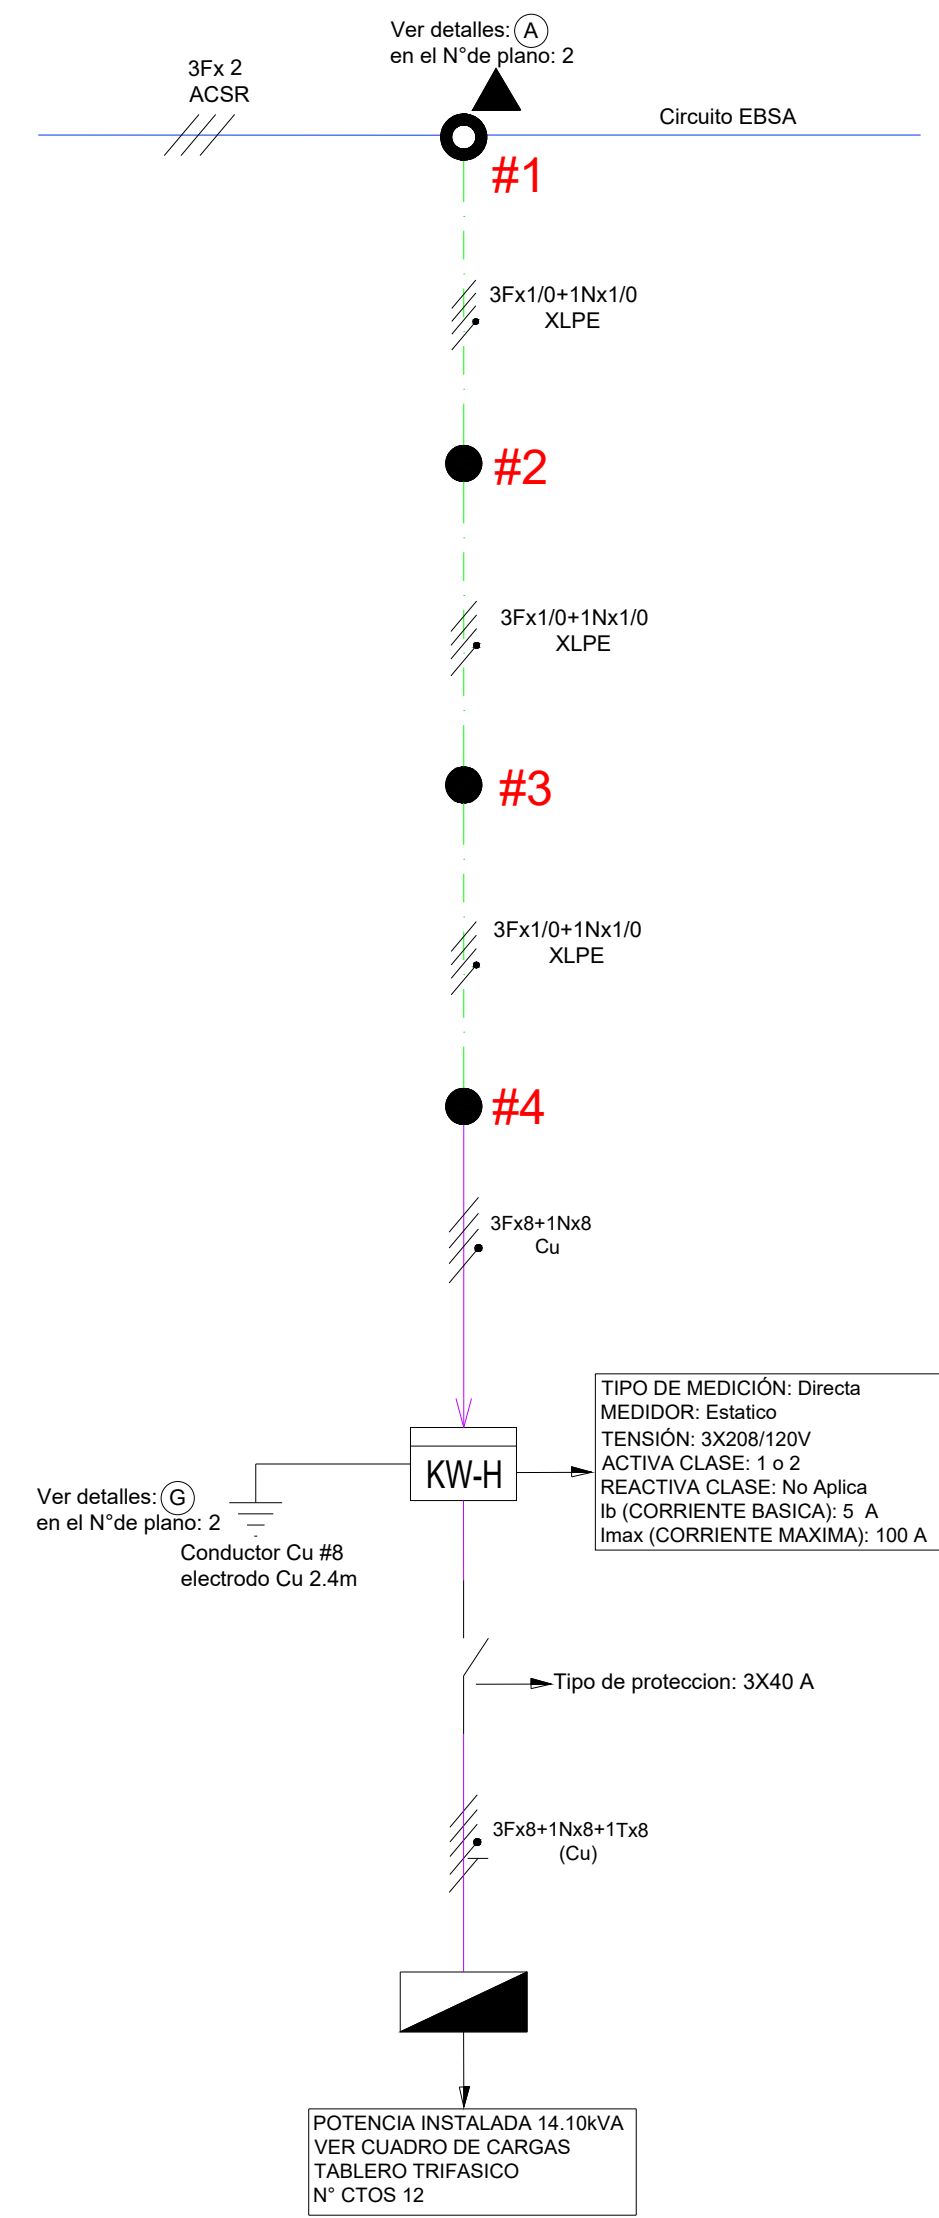 Ver detalles: A
en el N°de plano: 2
3Fx 2
ACSR
Circuito EBSA
#1
3Fx1/0+1Nx1/0
XLPE
#2
3Fx1/0+1Nx1/0
XLPE
#3
3Fx1/0+1Nx1/0
XLPE
#4
3Fx8+1Nx8
Cu
TIPO DE MEDICIÓN: Directa
MEDIDOR: Estatico
TENSIÓN: 3X208/120V
ACTIVA CLASE: 1 o 2
REACTIVA CLASE: No Aplica
Ib (CORRIENTE BASICA): 5 A
Imax (CORRIENTE MAXIMA): 100 A
KW-H
Ver detalles: G
en el N°de plano: 2
Conductor Cu #8
electrodo Cu 2.4m
Tipo de proteccion: 3X40 A
3Fx8+1Nx8+1Tx8
(Cu)
POTENCIA INSTALADA 14.10kVA
VER CUADRO DE CARGAS
TABLERO TRIFASICO
N° CTOS 12